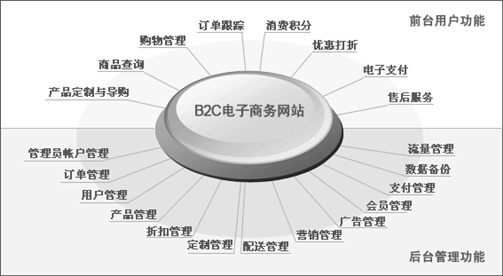 前台用户功能
订单跟踪
消费积分
购物管理
优惠打折
商品查询
电子支付
产品定制与导购
售后服务
B2C电子商务网站
管理员帐户管理
流量管理
订单管理
数据备份
用户管理
支付管理
产品管理
会员管理
折扣管理
广告管理
定制管理
配送管理
营销管理
后台管理功能